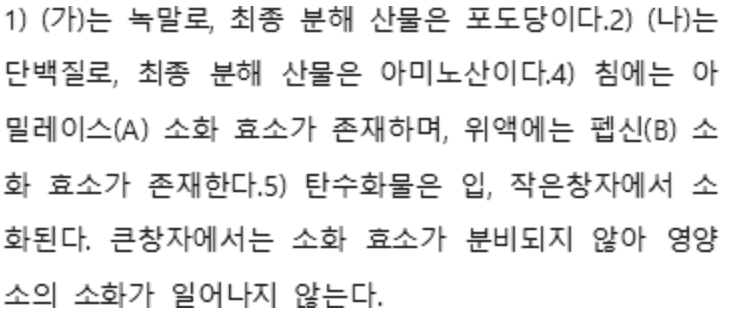 1) (가)는 녹말로, 최종 분해 산물은 포도당이다.2) (나)는
단백질로, 최종 분해 산물은 아미노산이다.4) 침에는 아
밀레이스(A) 소화 효소가 존재하며, 위액에는 펩신(B) 소
화 효소가 존재한다.5) 탄수화물은 입, 작은창자에서 소
화된다. 큰창자에서는 소화 효소가 분비되지 않아 영양
소의 소화가 일어나지 않는다.